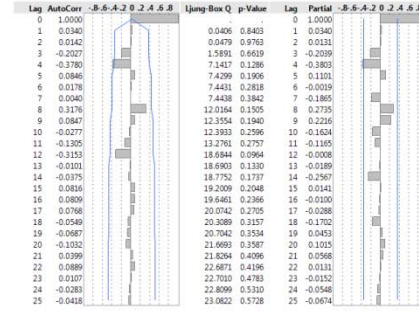 Lag AutoCorr -.8-.6-.4-.2 0 .2 .4 .6 .8 Ljung-Box Q p-Value Lag Partial -.8-.6-.4-.2 0 .2 .4 .6 .8
0 1.0000 . . 0 1.0000
1 0.0340 0.0406 0.8403 1 0.0340
2 0.0142 0.0479 0.9763 2 0.0131
3 -0.2027 1.5891 0.6619 3 -0.2039
4 -0.3780 7.1417 0.1286 4 -0.3803
5 0.0846 7.4299 0.1906 5 0.1101
6 0.0178 7.4431 0.2818 6 -0.0019
7 0.0040 7.4438 0.3842 7 -0.1865
8 0.3176 12.0164 0.1505 8 0.2735
9 0.0847 12.3554 0.1940 9 0.2216
10 -0.0277 12.3933 0.2596 10 -0.1624
11 -0.1305 13.2761 0.2757 11 -0.1165
12 -0.3153 18.6844 0.0964 12 -0.0008
13 -0.0101 18.6903 0.1330 13 -0.0189
14 -0.0375 18.7752 0.1737 14 -0.2567
15 0.0816 19.2009 0.2048 15 0.0141
16 0.0809 19.6461 0.2366 16 -0.0100
17 0.0768 20.0742 0.2705 17 -0.0288
18 -0.0549 20.3089 0.3157 18 -0.1702
19 -0.0687 20.7042 0.3534 19 0.0453
20 -0.1032 21.6693 0.3587 20 0.1015
21 0.0399 21.8264 0.4096 21 0.0568
22 0.0889 22.6871 0.4196 22 0.0131
23 0.0107 22.7010 0.4783 23 -0.0152
24 -0.0283 22.8099 0.5310 24 -0.0548
25 -0.0418 23.0822 0.5728 25 -0.0674